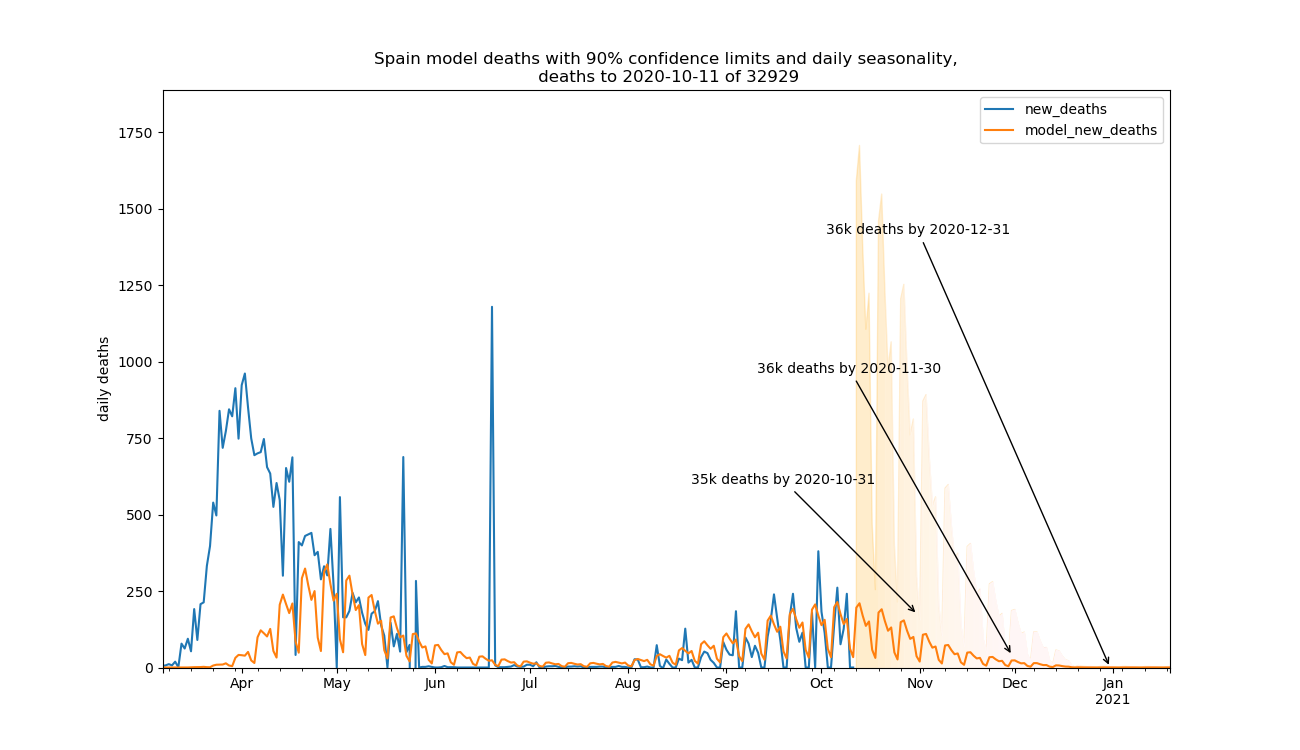 Spain model deaths with 90% confidence limits and daily seasonality,
deaths to 2020-10-11 of 32929
new_deaths
model_new_deaths
daily deaths
1750
1500
1250
1000
750
500
250
0
36k deaths by 2020-12-31
36k deaths by 2020-11-30
35k deaths by 2020-10-31
Apr May Jun Jul Aug Sep Oct Nov Dec Jan
2021